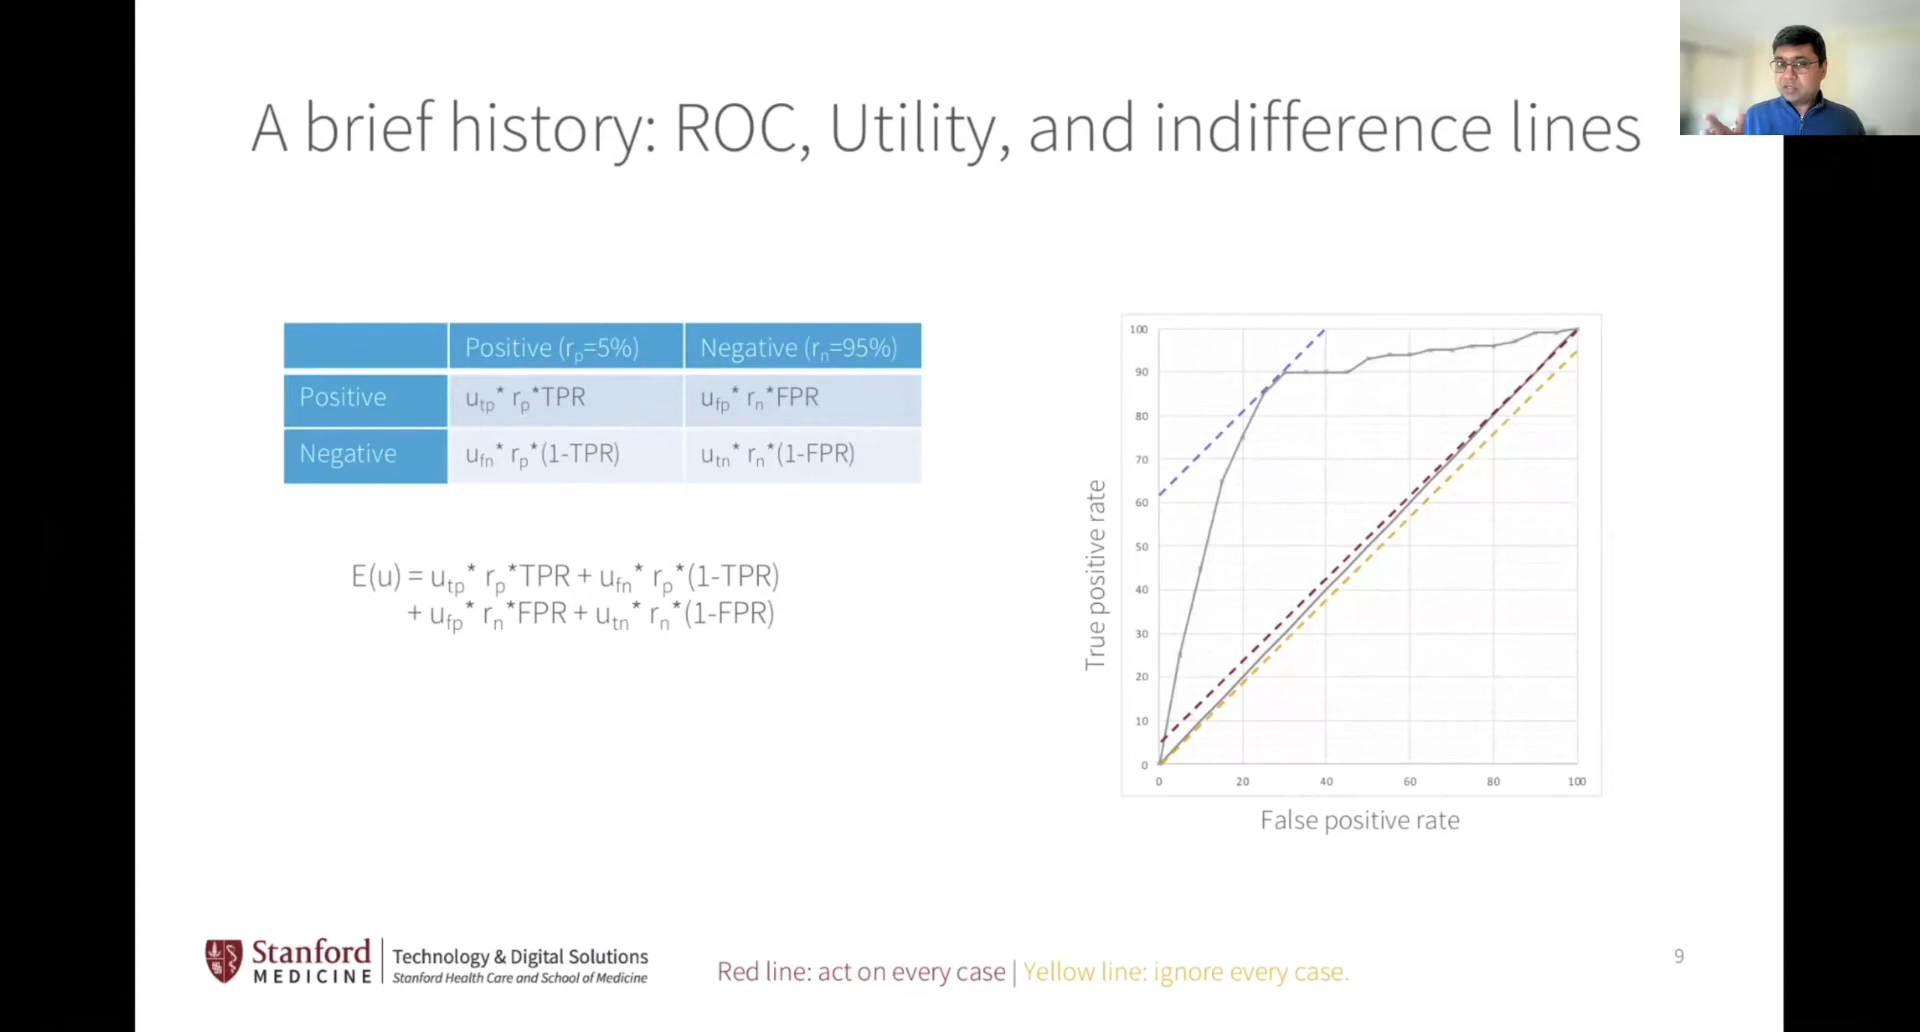 A brief history: ROC, Utility, and indifference lines
Positive (rp=5%) Negative (rn=95%)
Positive utp* rp*TPR ufp* rn*FPR
Negative ufn* rp*(1-TPR) utn* rn*(1-FPR)
E(u) = utp* rp*TPR + ufn* rp*(1-TPR)
+ ufp* rn*FPR + utn* rn*(1-FPR)
True positive rate
100
90
80
70
60
50
40
30
20
10
0
0 20 40 60 80 100
False positive rate
Stanford
MEDICINE
Technology & Digital Solutions
Stanford Health Care and School of Medicine
Red line: act on every case | Yellow line: ignore every case.
9